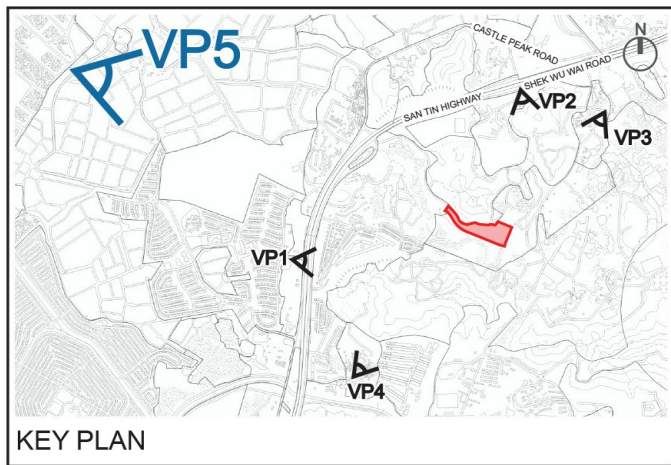 VP5
CASTLE PEAK ROAD
N
SHEK WU WAI ROAD
SAN TIN HIGHWAY
VP2
VP3
VP1
VP4
KEY PLAN